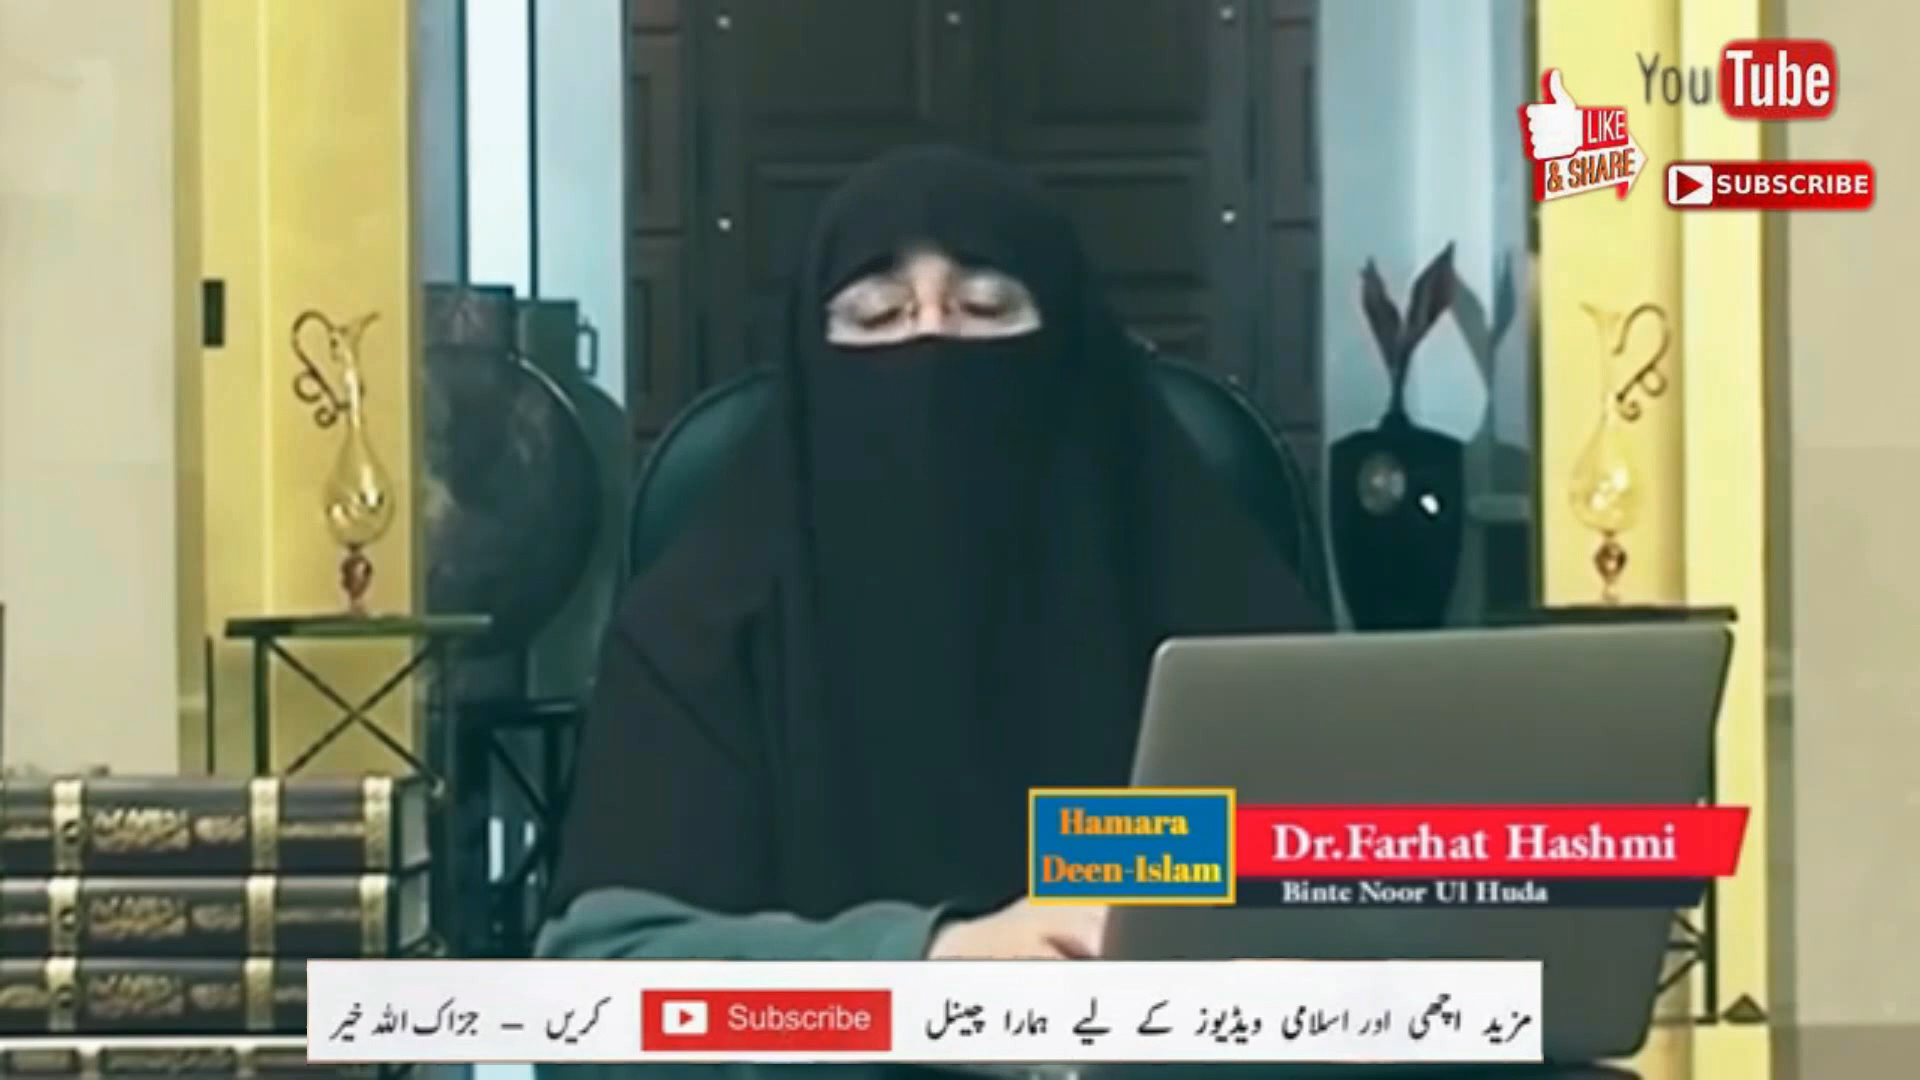 YouTube
LIKE
& SHARE
SUBSCRIBE
Hamara
Deen-Islam
Dr.Farhat Hashmi
Binte Noor Ul Huda
مزید اچھی اور اسلامی ویڈیوز کے لیے ہمارا چینل Subscribe کریں – جزاک اللہ خیر